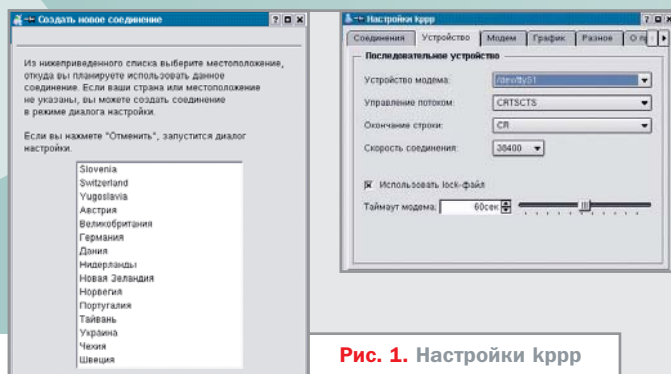 Создать новое соединение
Из нижеприведенного списка выберите местоположение,
откуда вы планируете использовать данное
соединение. Если ваши страна или местоположение
не указаны, вы можете создать соединение
в режиме диалога настройки.
Если вы нажмете "Отменить", запустится диалог
настройки.
Slovenia
Switzerland
Yugoslavia
Австрия
Великобритания
Германия
Дания
Нидерланды
Новая Зеландия
Норвегия
Португалия
Тайвань
Украина
Чехия
Швеция
Настройки kppp
Соединения Устройство Модем График Разное О пр
Последовательное устройство
Устройство модема: /dev/ttyS1
Управление потоком: CRTSCTS
Окончание строки: CR
Скорость соединения: 38400
Использовать lock-файл
Таймаут модема: 60сек
Рис. 1. Настройки kppp